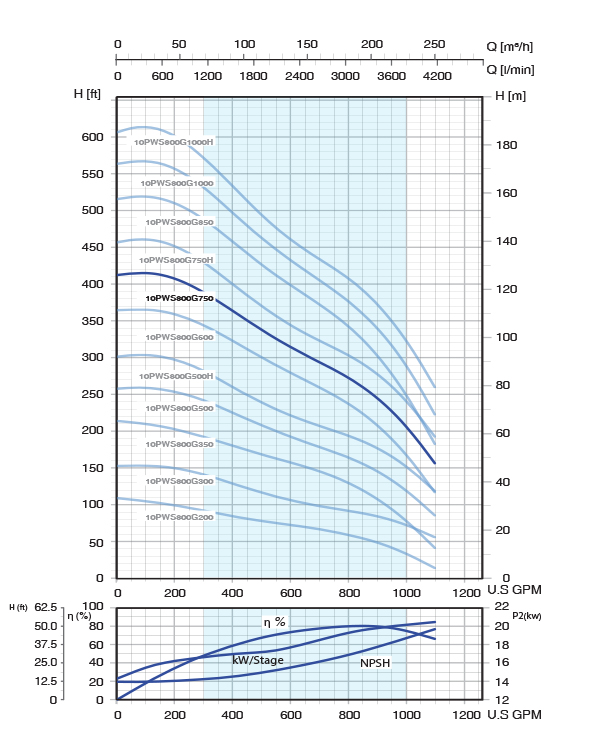 0 50 100 150 200 250 Q [m³/h]
0 600 1200 1800 2400 3000 3600 4200 Q [l/min]
H [ft] H [m]
600
550
500
450
400
350
300
250
200
150
100
50
0
180
160
140
120
100
80
60
40
20
0
10PWS800G1000H
10PWS800G1000
10PWS800G850
10PWS800G750H
10PWS800G750
10PWS800G600
10PWS800G500H
10PWS800G500
10PWS800G350
10PWS800G300
10PWS800G200
0 200 400 600 800 1000 1200 U.S GPM
H (ft) 62.5 η (%) 100 22 P2(kw)
50.0 80 20
37.5 60 18
25.0 40 16
12.5 20 14
0 0 12
η %
kW/Stage
NPSH
0 200 400 600 800 1000 1200 U.S GPM